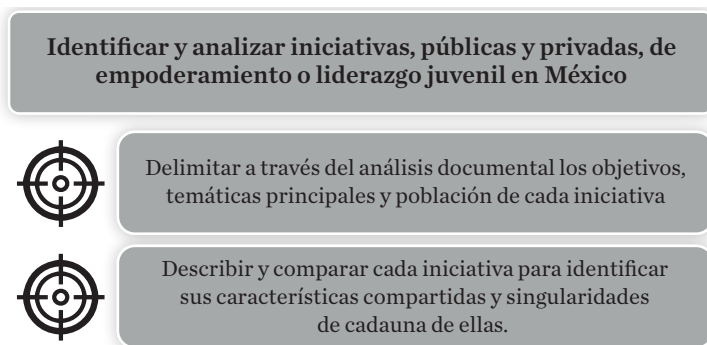 Identificar y analizar iniciativas, públicas y privadas, de
empoderamiento o liderazgo juvenil en México
Delimitar a través del análisis documental los objetivos,
temáticas principales y población de cada iniciativa
Describir y comparar cada iniciativa para identificar
sus características compartidas y singularidades
de cadauna de ellas.